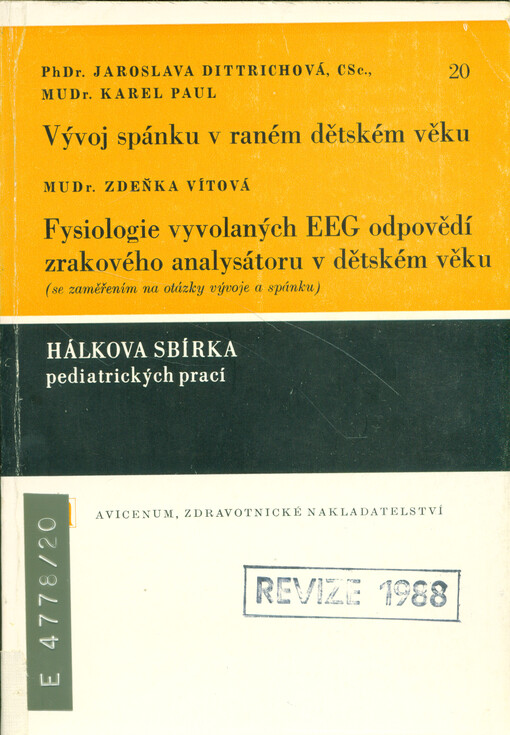 PhDr. JAROSLAVA DITTRICHOVÁ, CSc., 20
MUDr. KAREL PAUL
Vývoj spánku v raném dětském věku
MUDr. ZDEŇKA VÍTOVÁ
Fysiologie vyvolaných EEG odpovědí
zrakového analysátoru v dětském věku
(se zaměřením na otázky vývoje a spánku)
HÁLKOVA SBÍRKA
pediatrických prací
AVICENUM, ZDRAVOTNICKÉ NAKLADATELSTVÍ
REVIZE 1988
E 4778/20